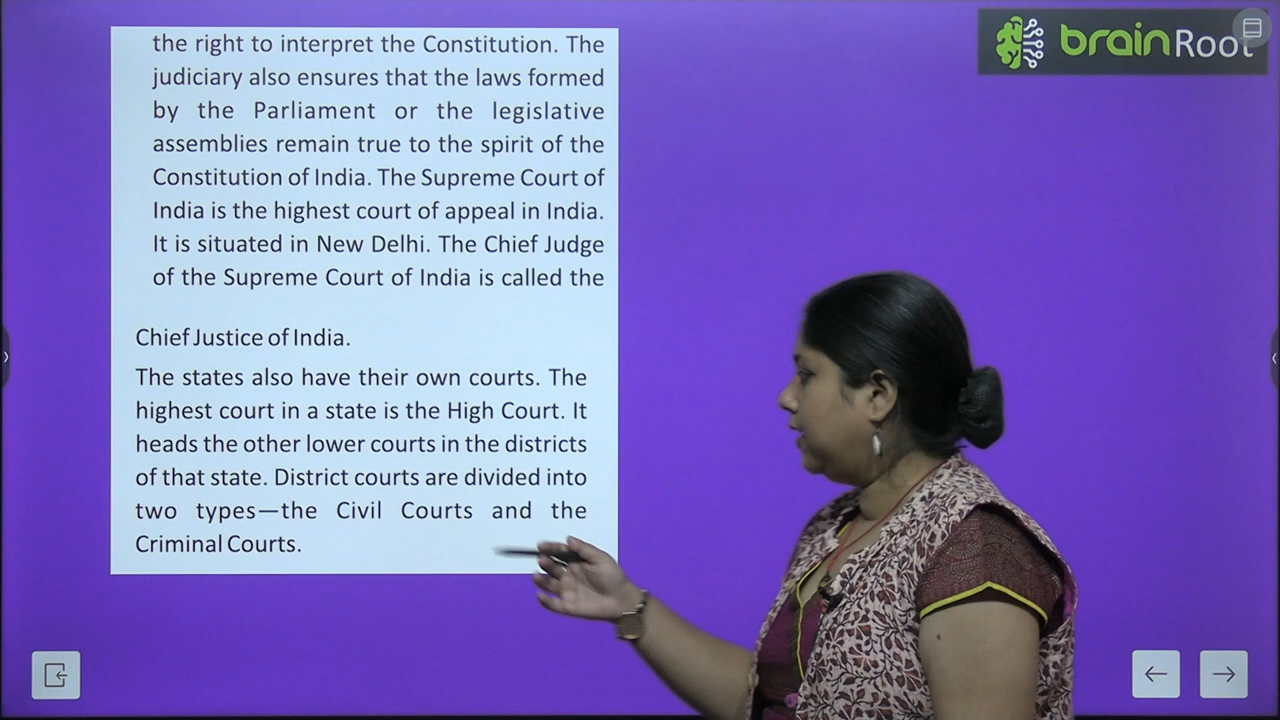 the right to interpret the Constitution. The
judiciary also ensures that the laws formed
by the Parliament or the legislative
assemblies remain true to the spirit of the
Constitution of India. The Supreme Court of
India is the highest court of appeal in India.
It is situated in New Delhi. The Chief Judge
of the Supreme Court of India is called the
Chief Justice of India.
The states also have their own courts. The
highest court in a state is the High Court. It
heads the other lower courts in the districts
of that state. District courts are divided into
two types—the Civil Courts and the
Criminal Courts.
brainRoot